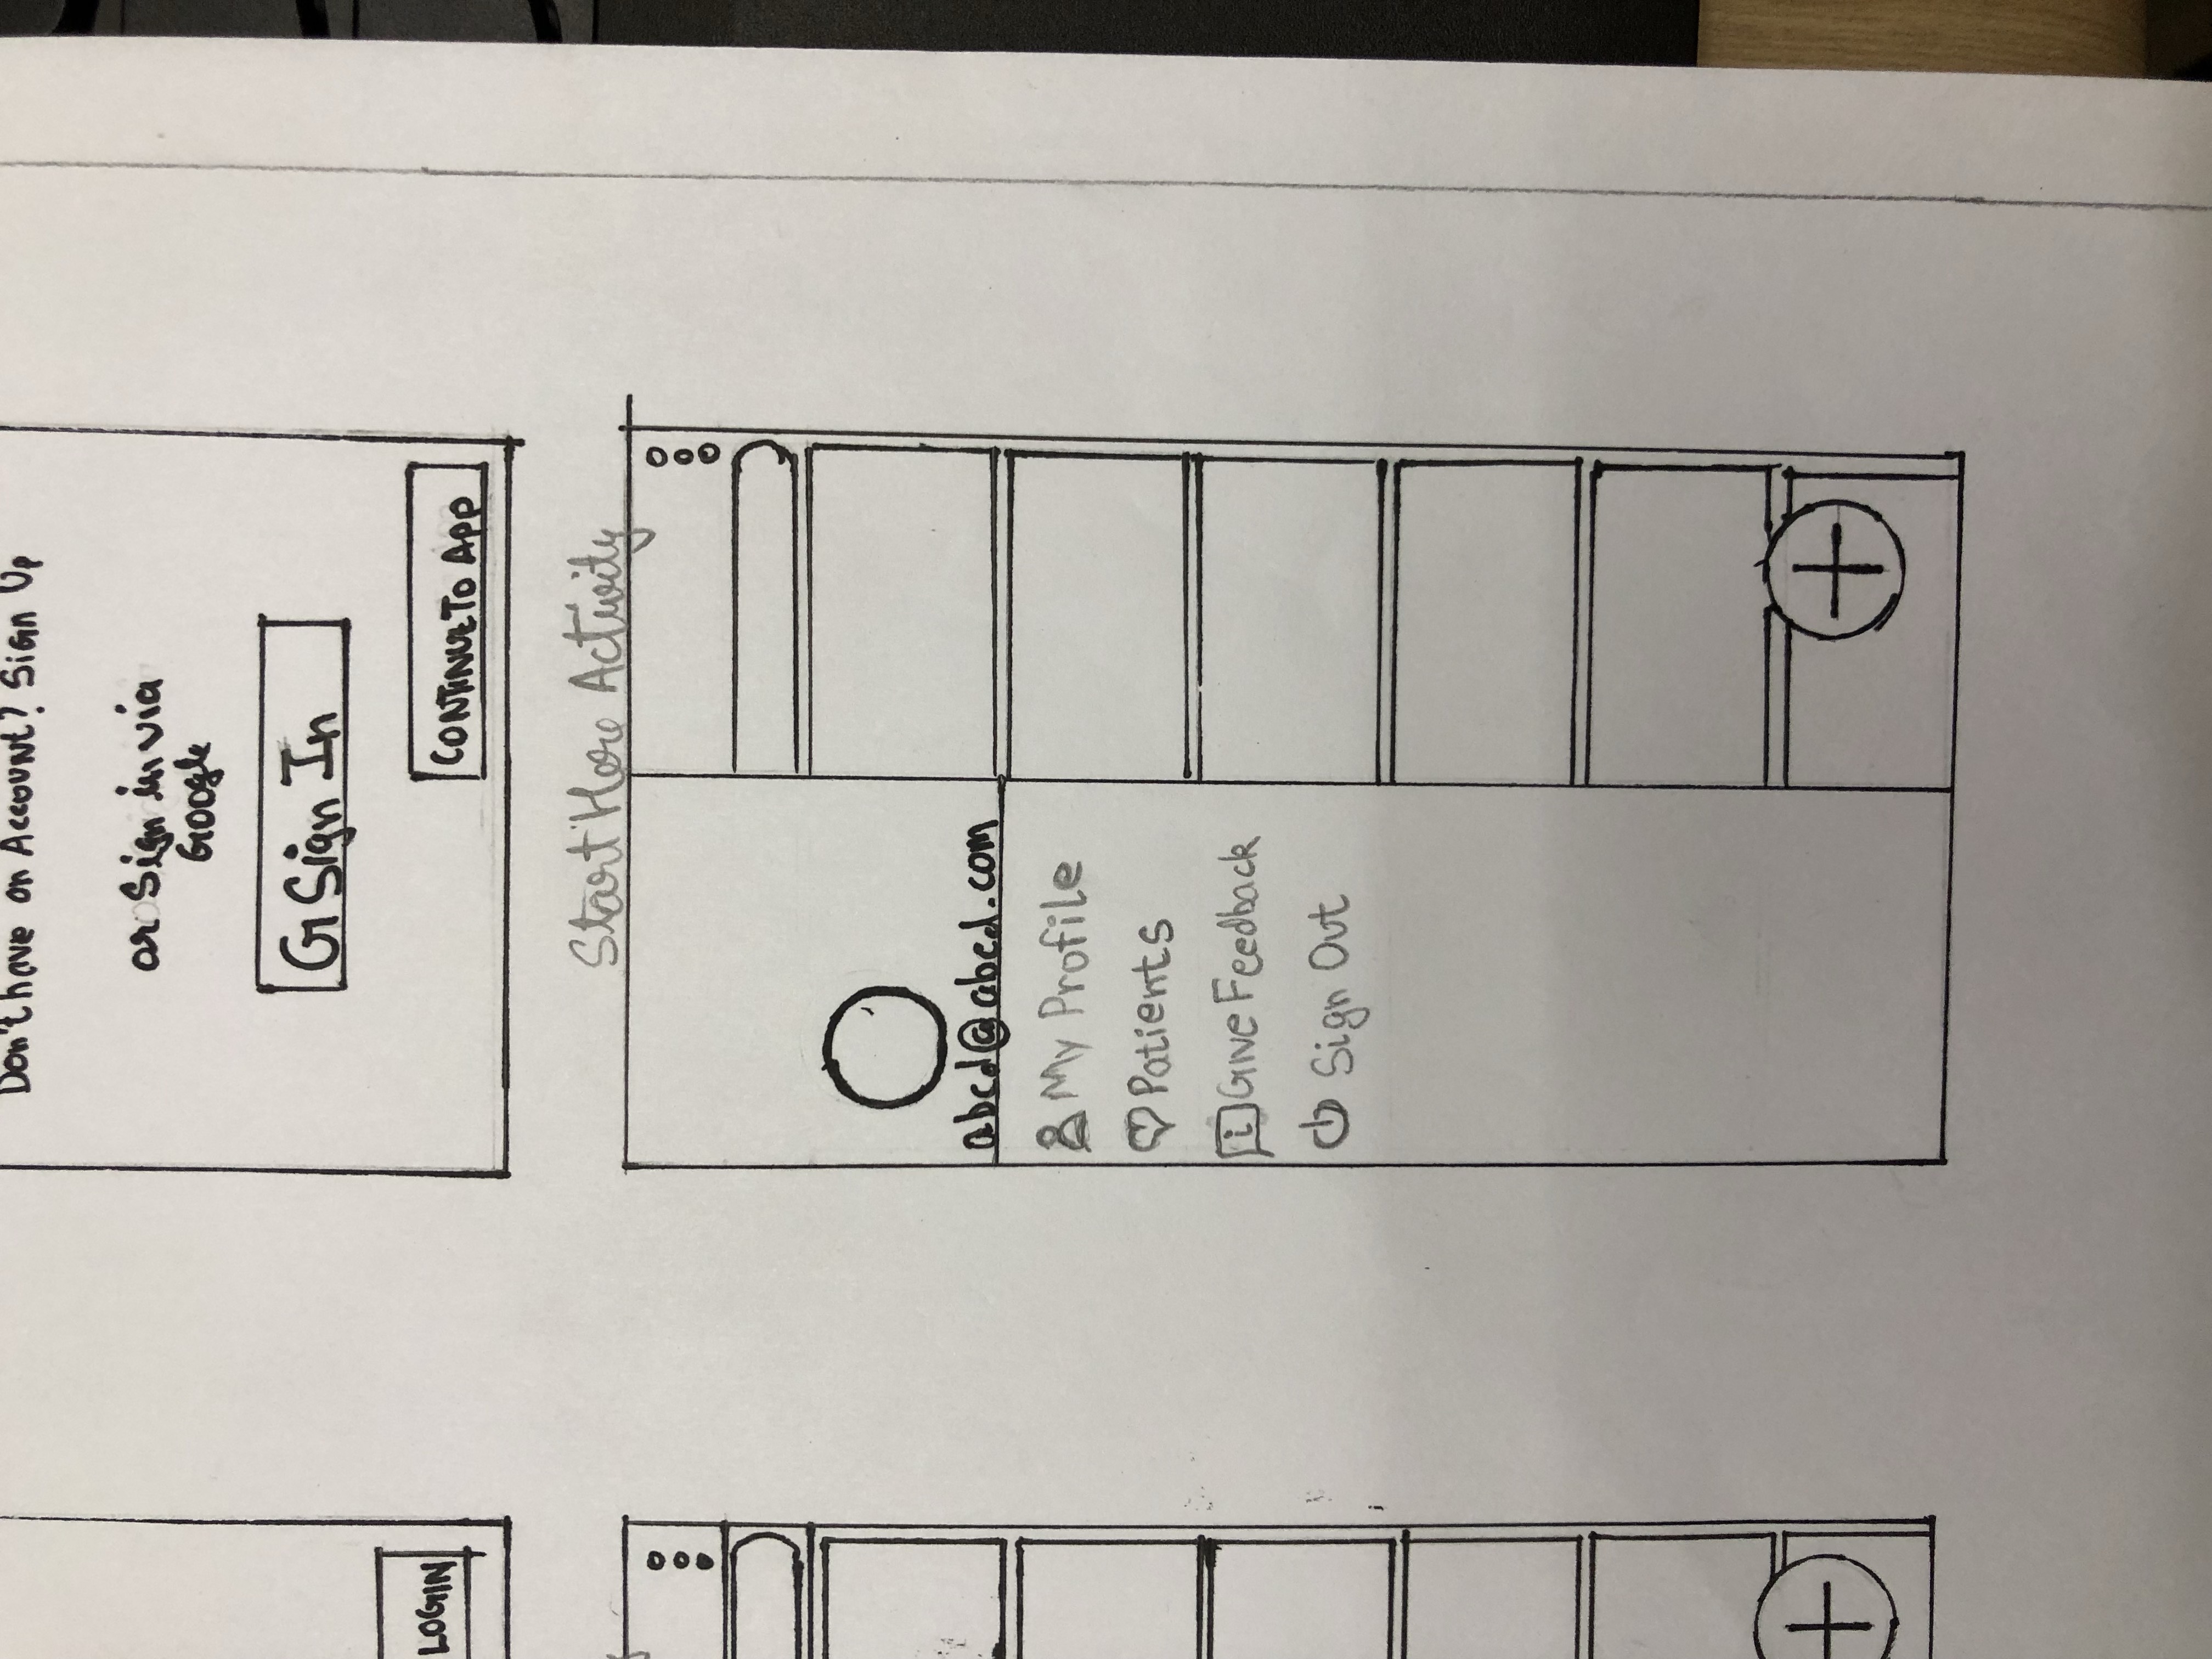 Don't have an Account? Sign Up
or Sign in via
Google
G Sign In
LOGIN
CONTINUE TO App
Start Here Activity
abcd@abcd.com
My Profile
Patients
i Give Feedback
Sign Out